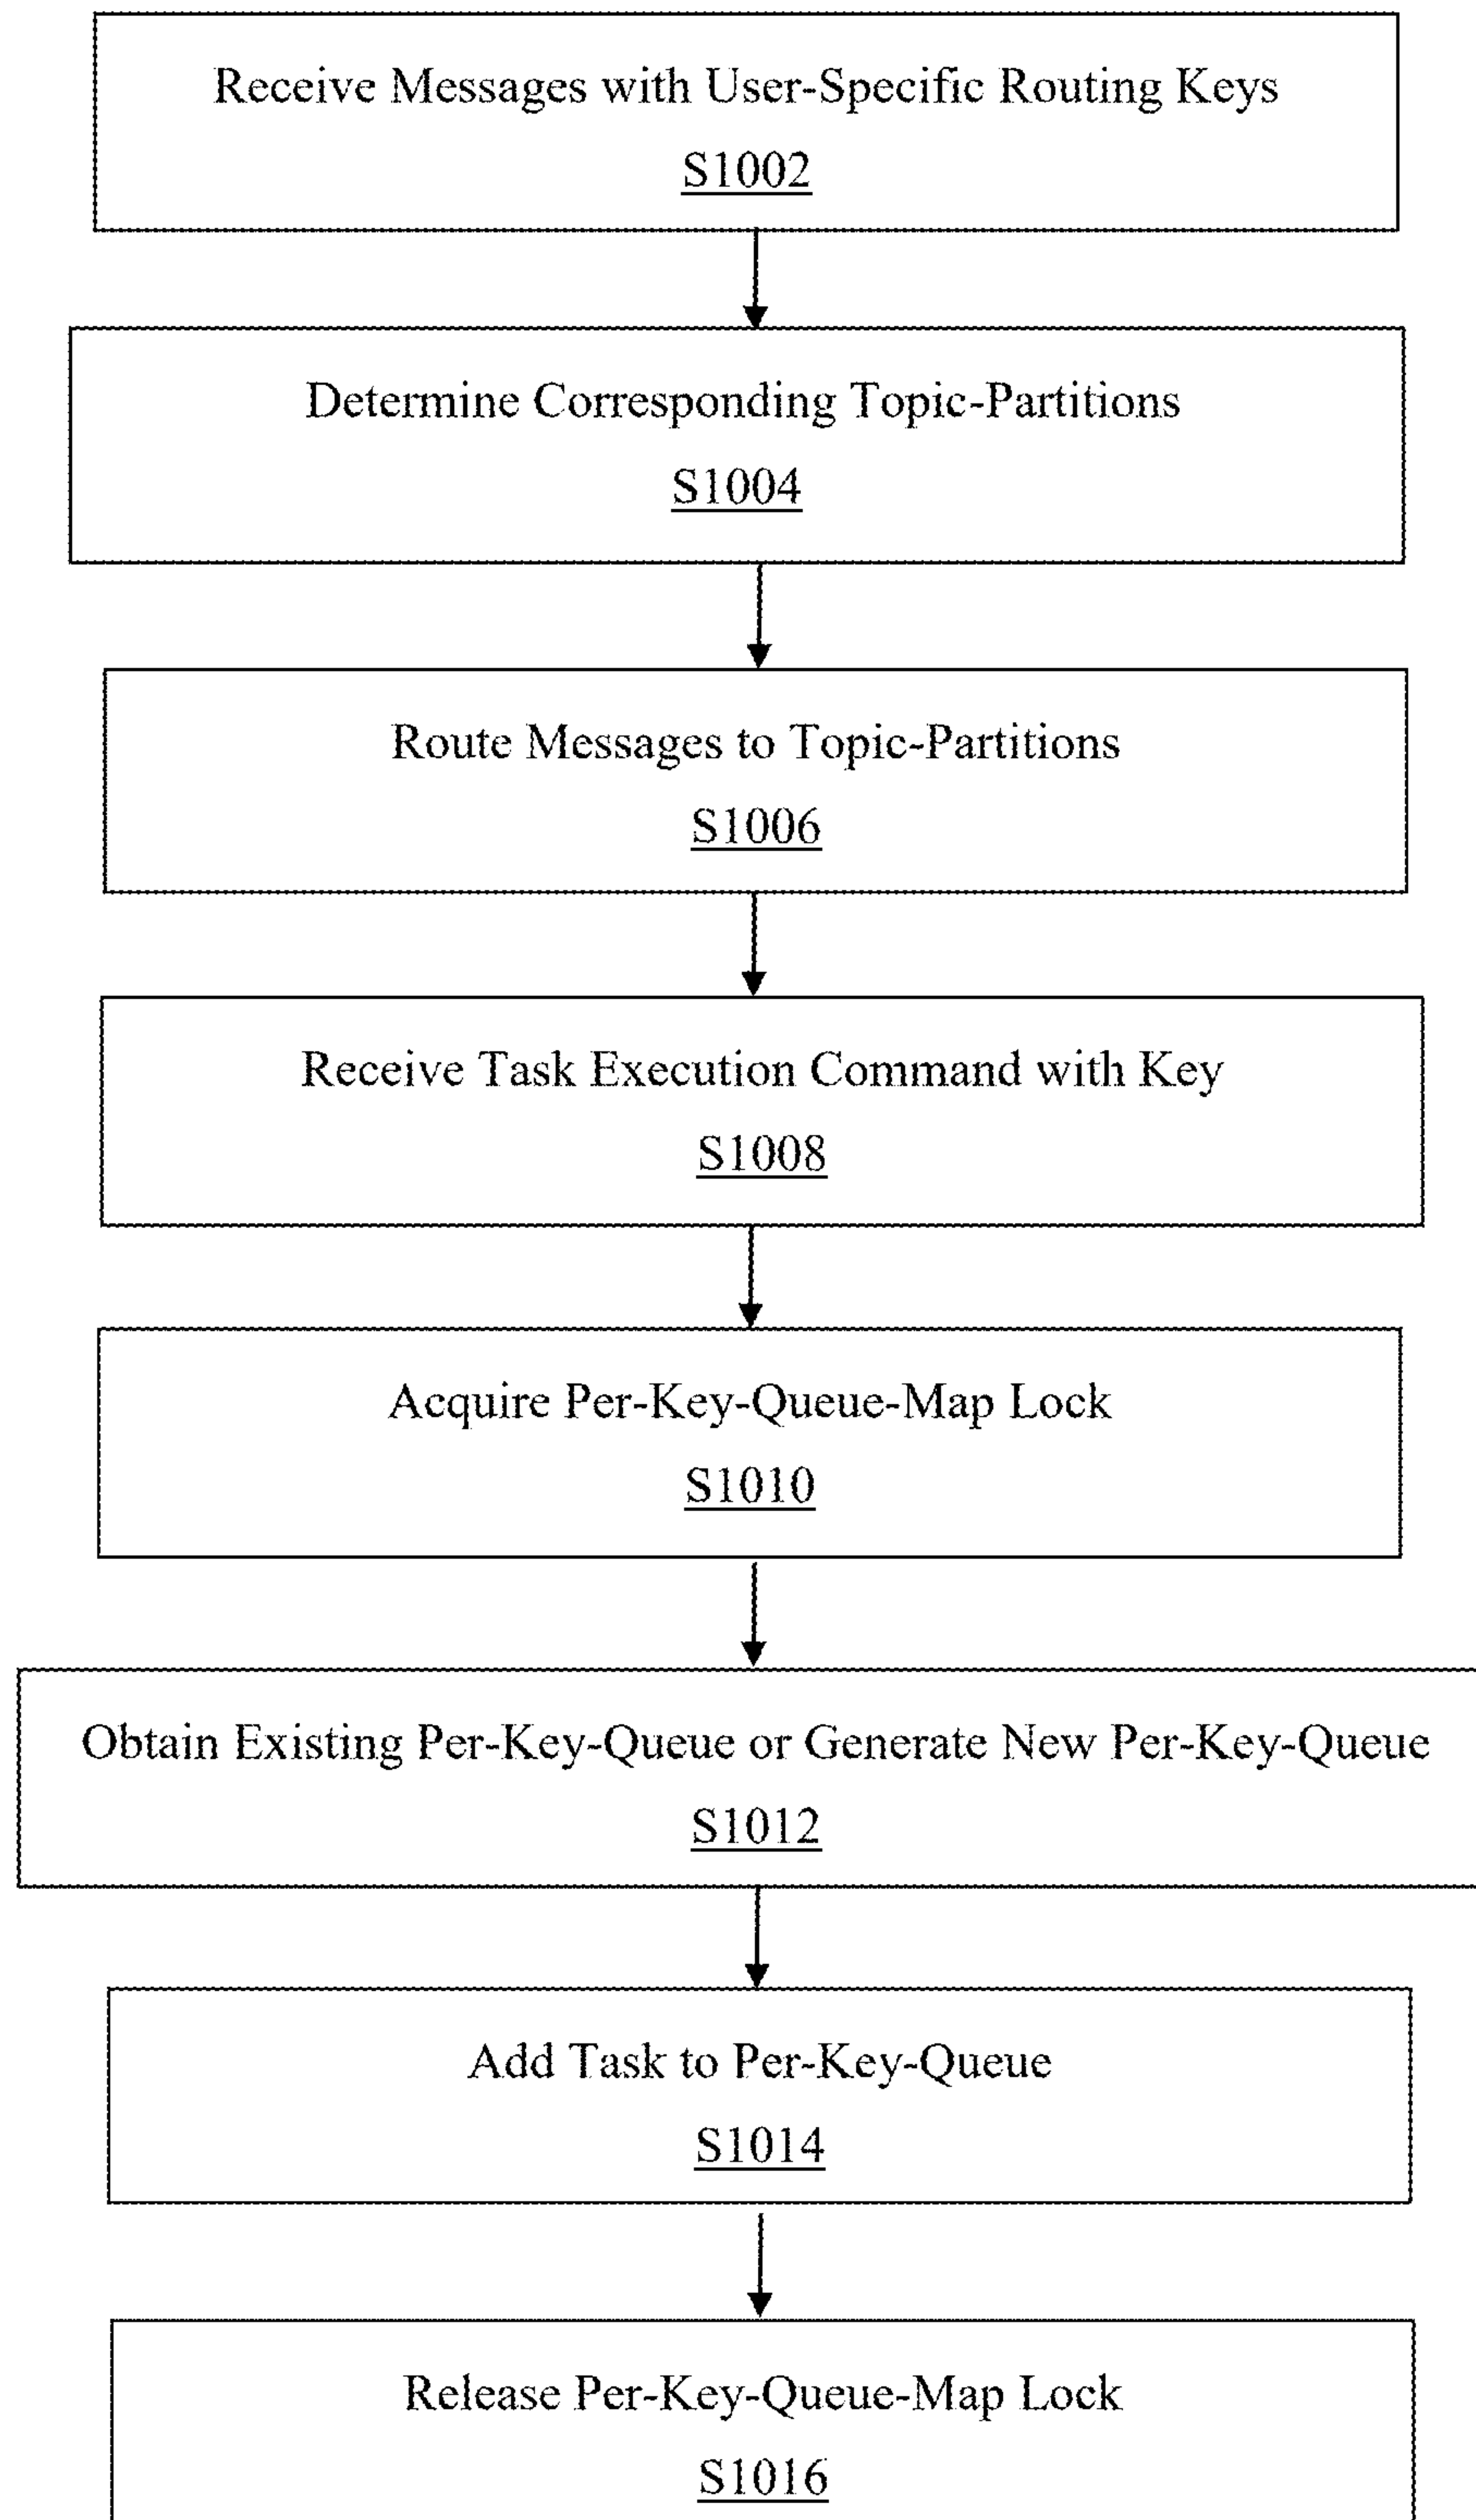 Receive Messages with User-Specific Routing Keys
S1002
Determine Corresponding Topic-Partitions
S1004
Route Messages to Topic-Partitions
S1006
Receive Task Execution Command with Key
S1008
Acquire Per-Key-Queue-Map Lock
S1010
Obtain Existing Per-Key-Queue or Generate New Per-Key-Queue
S1012
Add Task to Per-Key-Queue
S1014
Release Per-Key-Queue-Map Lock
S1016